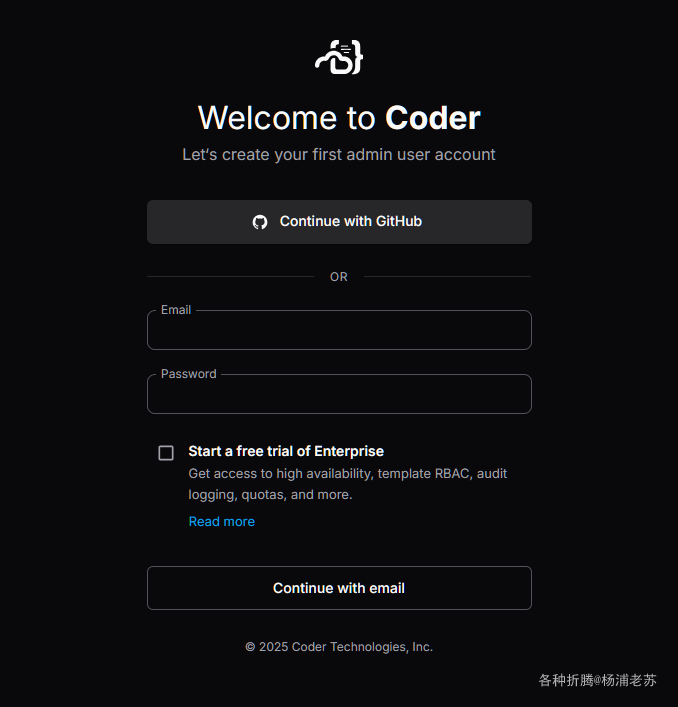 Welcome to Coder
Let's create your first admin user account
Continue with GitHub
OR
Email
Password
Start a free trial of Enterprise
Get access to high availability, template RBAC, audit
logging, quotas, and more.
Read more
Continue with email
© 2025 Coder Technologies, Inc.
各种折腾@杨浦老苏